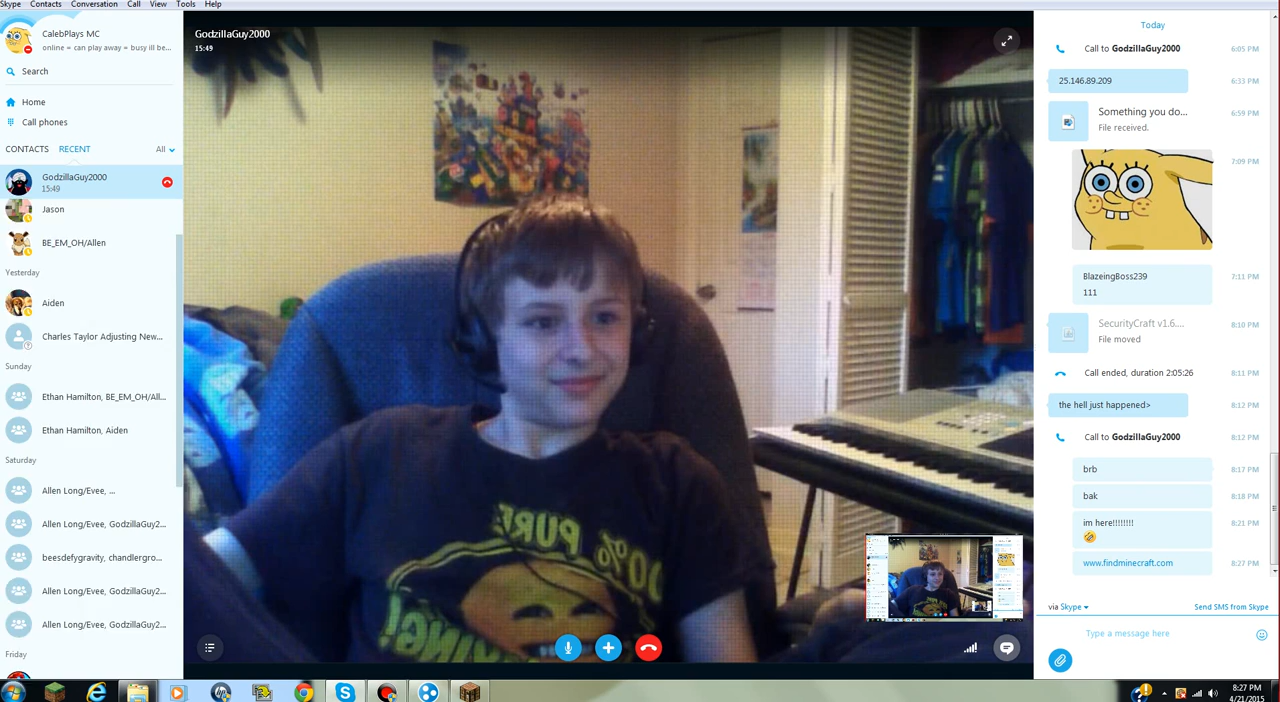 Skype Contacts Conversation Call View Tools Help
CalebPlays MC
online = can play away = busy ill be...
Search
Home
Call phones
CONTACTS RECENT All
GodzillaGuy2000
15:49
Jason
BE_EM_OH/Allen
Yesterday
Aiden
Charles Taylor Adjusting New...
Sunday
Ethan Hamilton, BE_EM_OH/All...
Ethan Hamilton, Aiden
Saturday
Allen Long/Evee, ...
Allen Long/Evee, GodzillaGuy2...
beesdefygravity, chandlergro...
Allen Long/Evee, GodzillaGuy2...
Allen Long/Evee, GodzillaGuy2...
Friday
GodzillaGuy2000
15:49
PURE
Today
Call to GodzillaGuy2000 6:05 PM
25.146.89.209 6:33 PM
Something you do... 6:59 PM
File received.
7:09 PM
BlazeingBoss239 7:11 PM
111
SecurityCraft v1.6.... 8:10 PM
File moved
Call ended, duration 2:05:26 8:11 PM
the hell just happened> 8:12 PM
Call to GodzillaGuy2000 8:12 PM
brb 8:17 PM
bak 8:18 PM
im here!!!!!!!! 8:21 PM
www.findminecraft.com 8:27 PM
via Skype Send SMS from Skype
Type a message here
8:27 PM
4/21/2015